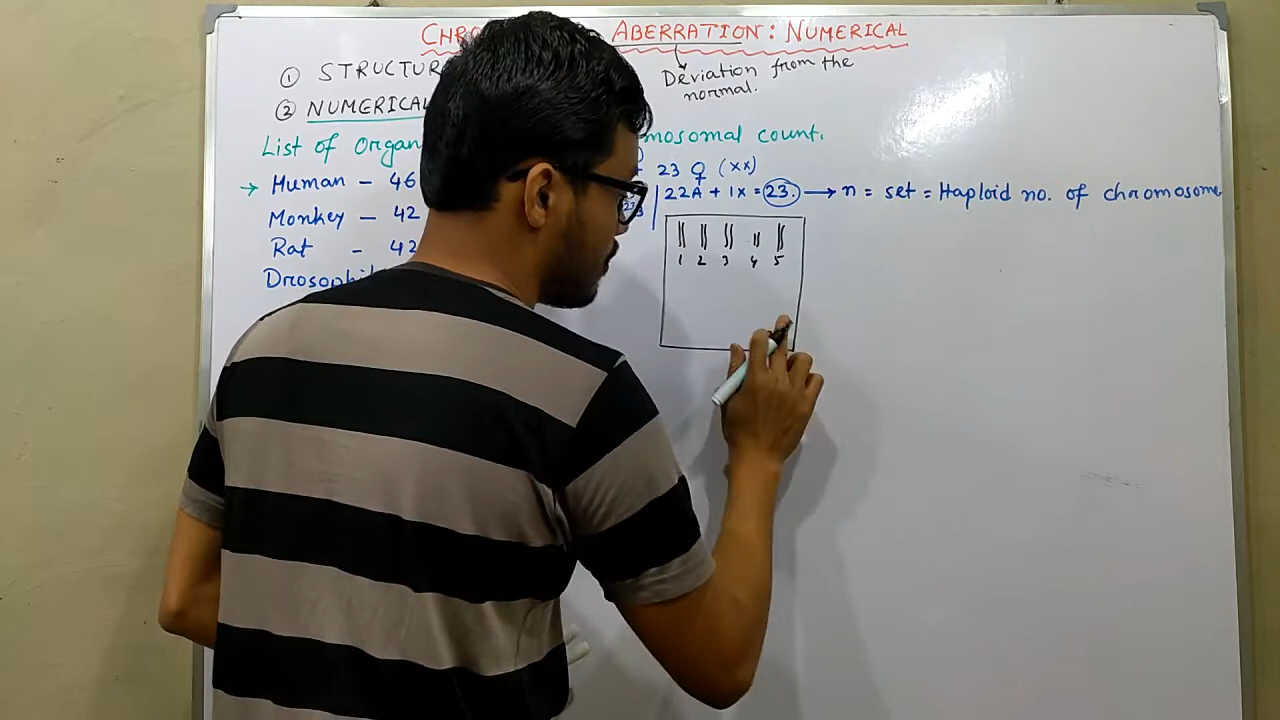 ABERRATION: NUMERICAL
① STRUCTUR
Deviation from the
normal.
② NUMERICAL
List of Organ mosomal count.
23 ♀ (XX)
→ Human - 46
22A + 1X = 23. → n = set = Haploid no. of chromosome
Monkey - 42
Rat - 42
1 2 3 4 5
Drosophil